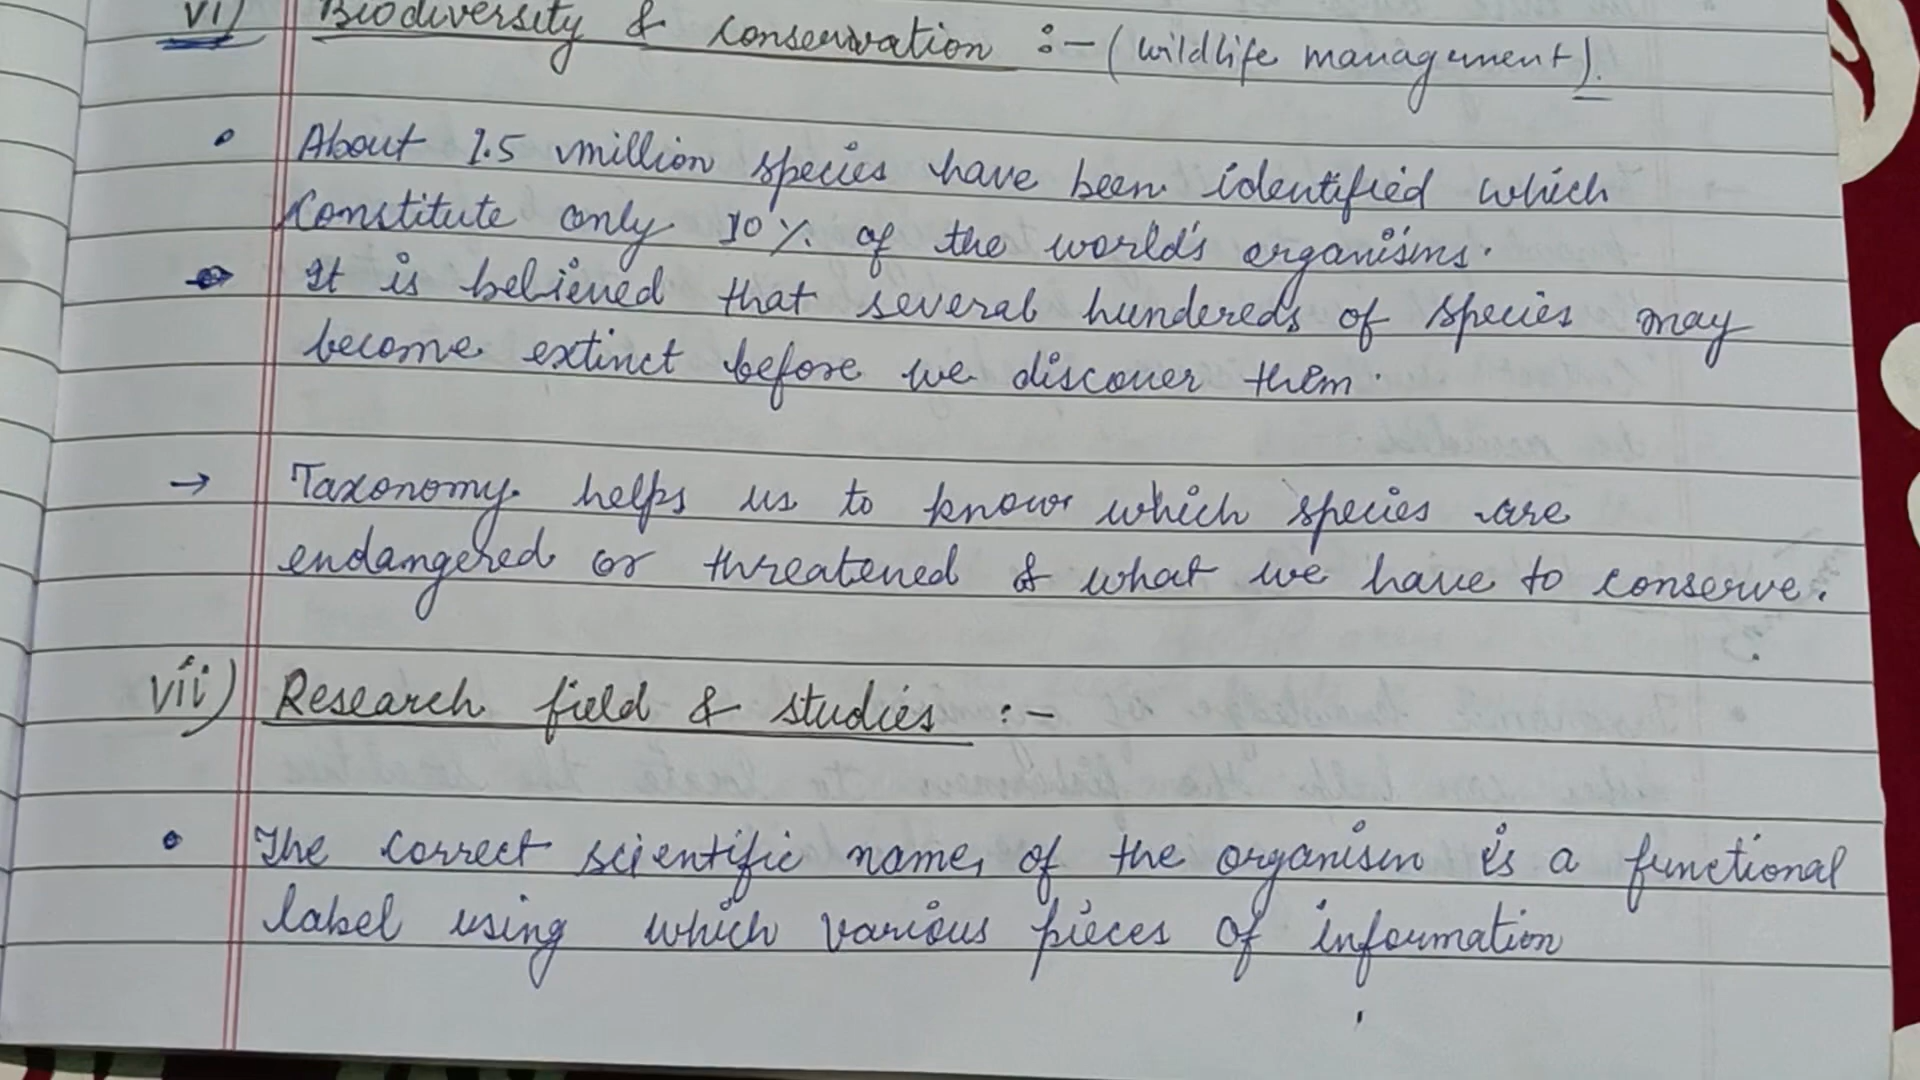 vi) Biodiversity & conservation :- (wildlife management).
• About 1.5 million species have been identified which
constitute only 10% of the world's organisms.
It is believed that several hundereds of species may
become extinct before we discover them.
→ Taxonomy helps us to know which species are
endangered or threatened & what we have to conserve.
vii) Research field & studies :-
• The correct scientific name, of the organism is a functional
label using which various pieces of information